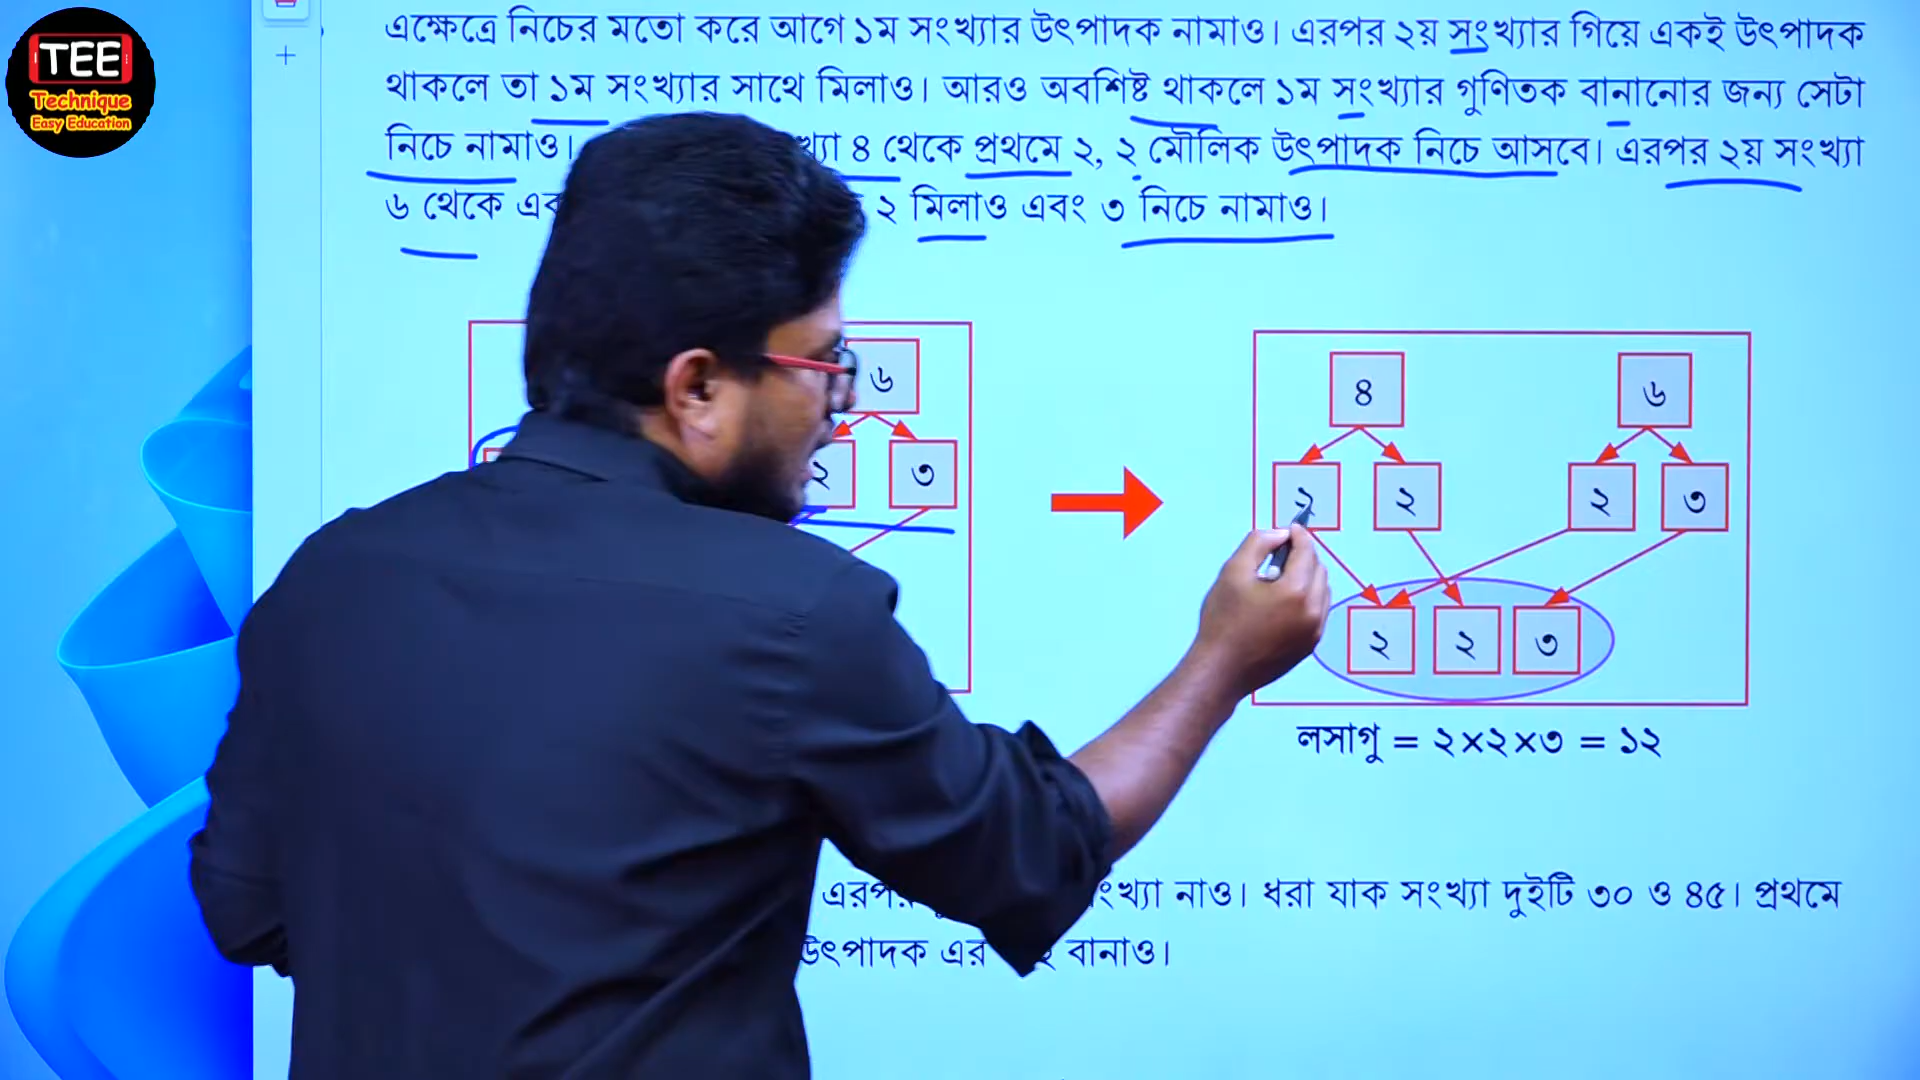 TEE
Technique
Easy Education
এক্ষেত্রে নিচের মতো করে আগে ১ম সংখ্যার উৎপাদক নামাও। এরপর ২য় সংখ্যার গিয়ে একই উৎপাদক
থাকলে তা ১ম সংখ্যার সাথে মিলাও। আরও অবশিষ্ট থাকলে ১ম সংখ্যার গুণিতক বানানোর জন্য সেটা
নিচে নামাও। ৪ থেকে প্রথমে ২, ২ মৌলিক উৎপাদক নিচে আসবে। এরপর ২য় সংখ্যা
৬ থেকে ২ মিলাও এবং ৩ নিচে নামাও।
৬
২ ৩
৪ ৬
২ ২ ২ ৩
২ ২ ৩
লসাগু = ২×২×৩ = ১২
সংখ্যা নাও। ধরা যাক সংখ্যা দুইটি ৩০ ও ৪৫। প্রথমে
উৎপাদক এর বানাও।